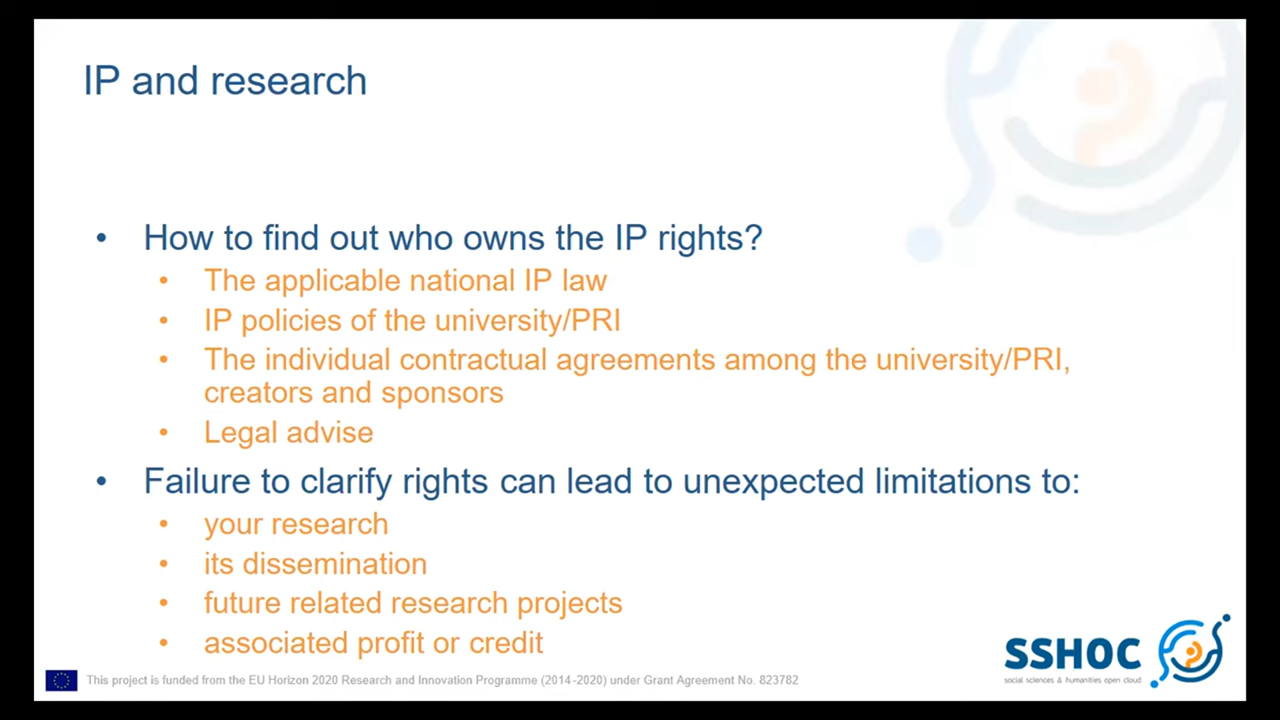 IP and research
• How to find out who owns the IP rights?
• The applicable national IP law
• IP policies of the university/PRI
• The individual contractual agreements among the university/PRI,
creators and sponsors
• Legal advise
• Failure to clarify rights can lead to unexpected limitations to:
• your research
• its dissemination
• future related research projects
• associated profit or credit
SSHOC
social sciences & humanities open cloud
This project is funded from the EU Horizon 2020 Research and Innovation Programme (2014-2020) under Grant Agreement No. 823782